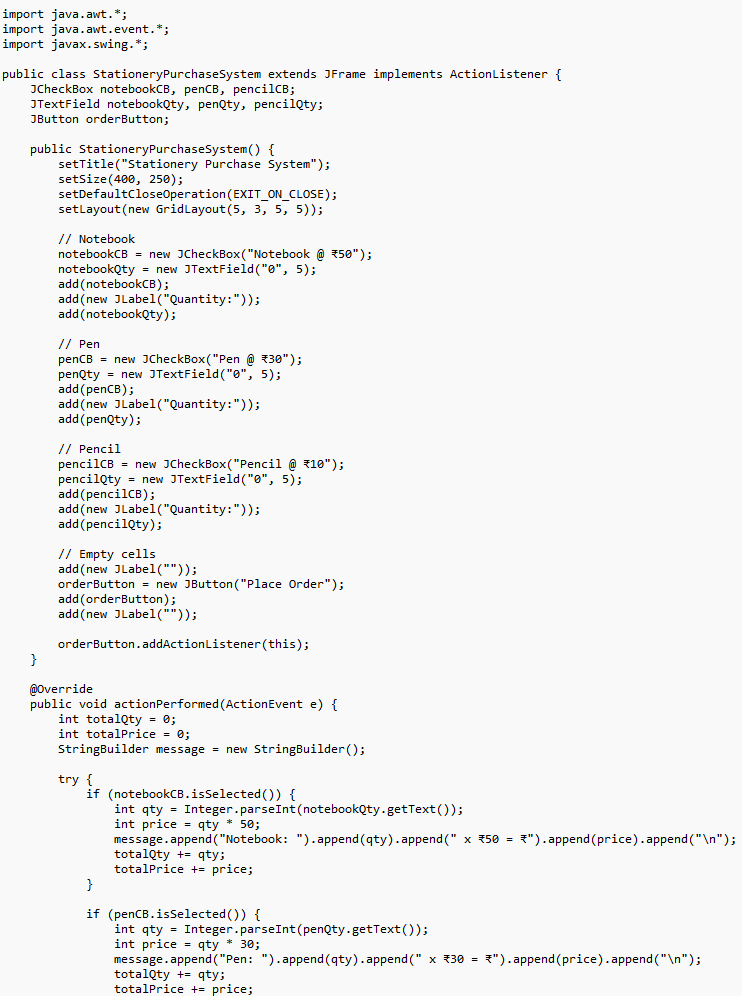 import java.awt.*;
import java.awt.event.*;
import javax.swing.*;

public class StationeryPurchaseSystem extends JFrame implements ActionListener {
    JCheckBox notebookCB, penCB, pencilCB;
    JTextField notebookQty, penQty, pencilQty;
    JButton orderButton;

    public StationeryPurchaseSystem() {
        setTitle("Stationery Purchase System");
        setSize(400, 250);
        setDefaultCloseOperation(EXIT_ON_CLOSE);
        setLayout(new GridLayout(5, 3, 5, 5));

        // Notebook
        notebookCB = new JCheckBox("Notebook @ ₹50");
        notebookQty = new JTextField("0", 5);
        add(notebookCB);
        add(new JLabel("Quantity:"));
        add(notebookQty);

        // Pen
        penCB = new JCheckBox("Pen @ ₹30");
        penQty = new JTextField("0", 5);
        add(penCB);
        add(new JLabel("Quantity:"));
        add(penQty);

        // Pencil
        pencilCB = new JCheckBox("Pencil @ ₹10");
        pencilQty = new JTextField("0", 5);
        add(pencilCB);
        add(new JLabel("Quantity:"));
        add(pencilQty);

        // Empty cells
        add(new JLabel(""));
        orderButton = new JButton("Place Order");
        add(orderButton);
        add(new JLabel(""));

        orderButton.addActionListener(this);
    }

    @Override
    public void actionPerformed(ActionEvent e) {
        int totalQty = 0;
        int totalPrice = 0;
        StringBuilder message = new StringBuilder();

        try {
            if (notebookCB.isSelected()) {
                int qty = Integer.parseInt(notebookQty.getText());
                int price = qty * 50;
                message.append("Notebook: ").append(qty).append(" x ₹50 = ₹").append(price).append("\n");
                totalQty += qty;
                totalPrice += price;
            }

            if (penCB.isSelected()) {
                int qty = Integer.parseInt(penQty.getText());
                int price = qty * 30;
                message.append("Pen: ").append(qty).append(" x ₹30 = ₹").append(price).append("\n");
                totalQty += qty;
                totalPrice += price;